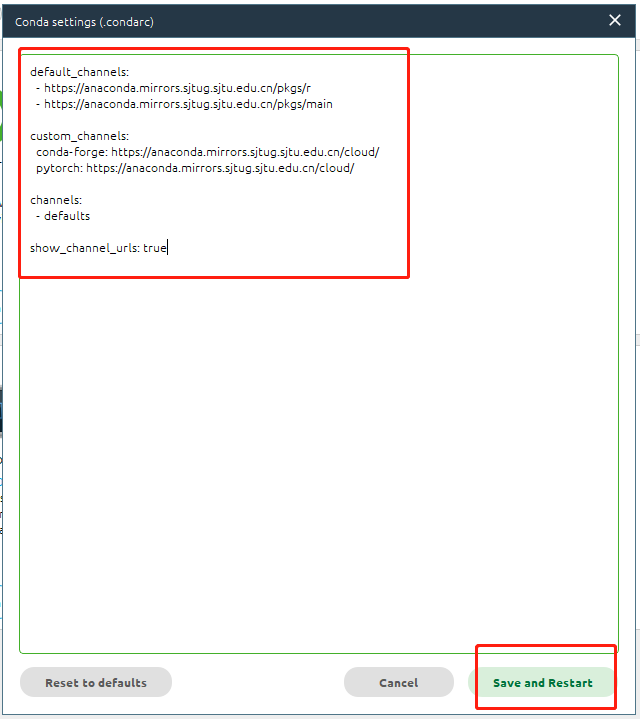 Conda settings (.condarc)
default_channels:
- https://anaconda.mirrors.sjtug.sjtu.edu.cn/pkgs/r
- https://anaconda.mirrors.sjtug.sjtu.edu.cn/pkgs/main
custom_channels:
conda-forge: https://anaconda.mirrors.sjtug.sjtu.edu.cn/cloud/
pytorch: https://anaconda.mirrors.sjtug.sjtu.edu.cn/cloud/
channels:
- defaults
show_channel_urls: true
Reset to defaults
Cancel
Save and Restart